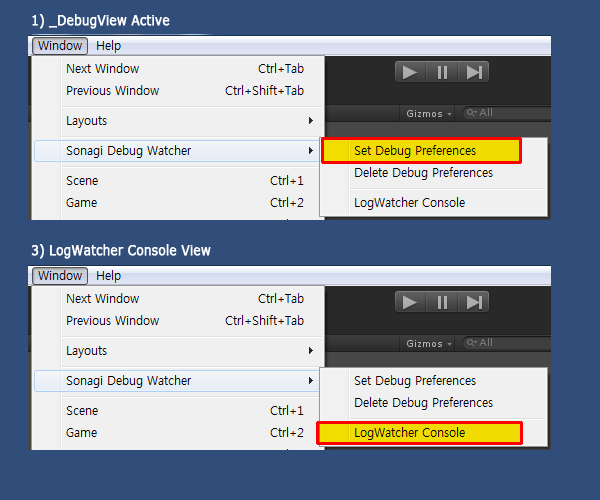 1) _DebugView Active
Window Help
Next Window Ctrl+Tab
Previous Window Ctrl+Shift+Tab
Gizmos All
Layouts
Sonagi Debug Watcher Set Debug Preferences
Delete Debug Preferences
Scene Ctrl+1
Game Ctrl+2 LogWatcher Console
3) LogWatcher Console View
Window Help
Next Window Ctrl+Tab
Previous Window Ctrl+Shift+Tab
Gizmos All
Layouts
Sonagi Debug Watcher Set Debug Preferences
Delete Debug Preferences
Scene Ctrl+1
Game Ctrl+2 LogWatcher Console